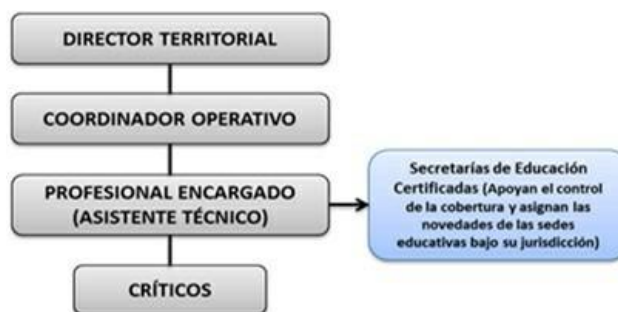 DIRECTOR TERRITORIAL
COORDINADOR OPERATIVO
PROFESIONAL ENCARGADO
(ASISTENTE TÉCNICO)
Secretarías de Educación
Certificadas (Apoyan el control
de la cobertura y asignan las
novedades de las sedes
educativas bajo su jurisdicción)
CRÍTICOS